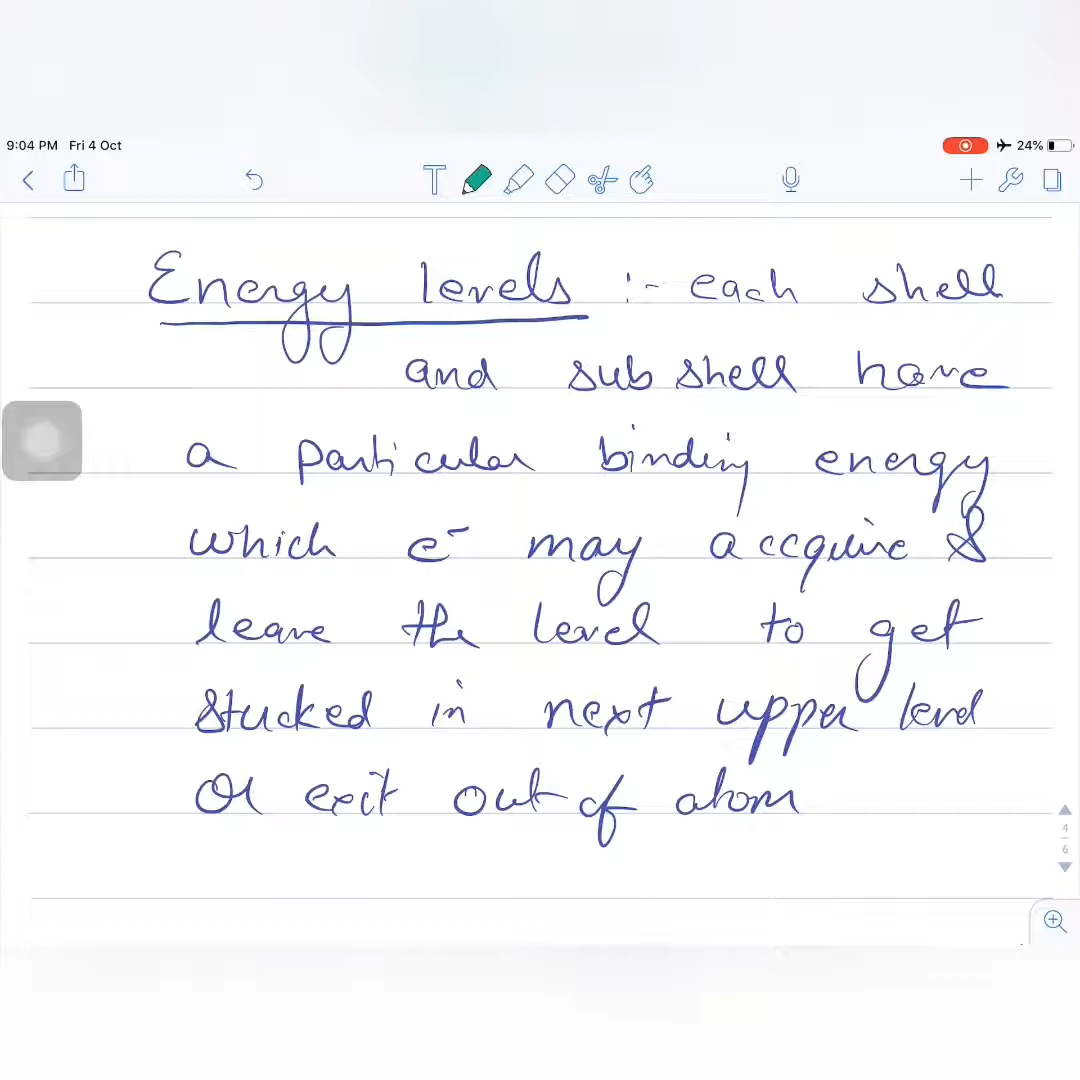 9:04 PM Fri 4 Oct 24%
T
Energy levels :- each shell
and sub shell have
a particular binding energy
which e⁻ may accquire &
leave the level to get
stucked in next upper level
or exit out of atom
4
6